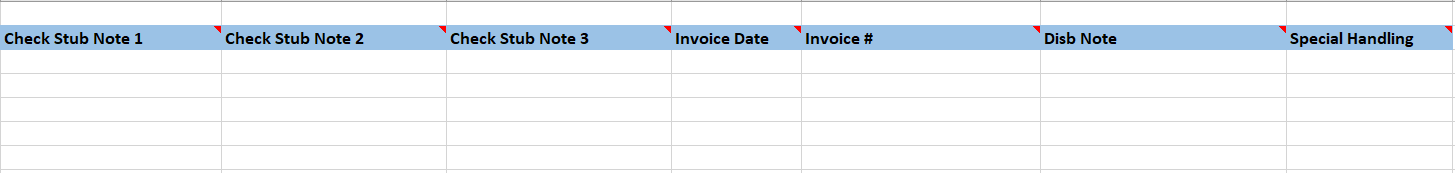 Check Stub Note 1 Check Stub Note 2 Check Stub Note 3 Invoice Date Invoice # Disb Note Special Handling